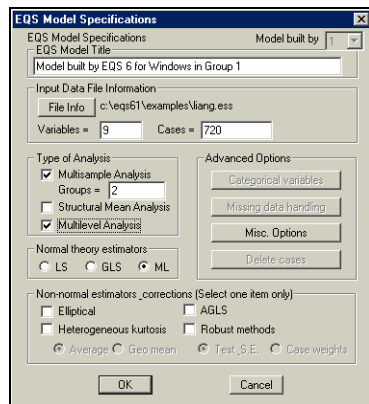 EQS Model Specifications
EQS Model Specifications
Model built by 1
EQS Model Title
Model built by EQS 6 for Windows in Group 1
Input Data File Information
File Info c:\eqs61\examples\liang.ess
Variables = 9 Cases = 720
Type of Analysis
Multisample Analysis
Groups = 2
Structural Mean Analysis
Multilevel Analysis
Advanced Options
Categorical variables
Missing data handling
Misc. Options
Delete cases
Normal theory estimators
LS GLS ML
Non-normal estimators_corrections (Select one item only)
Elliptical AGLS
Heterogeneous kurtosis Robust methods
Average Geo mean Test_S.E. Case weights
OK Cancel